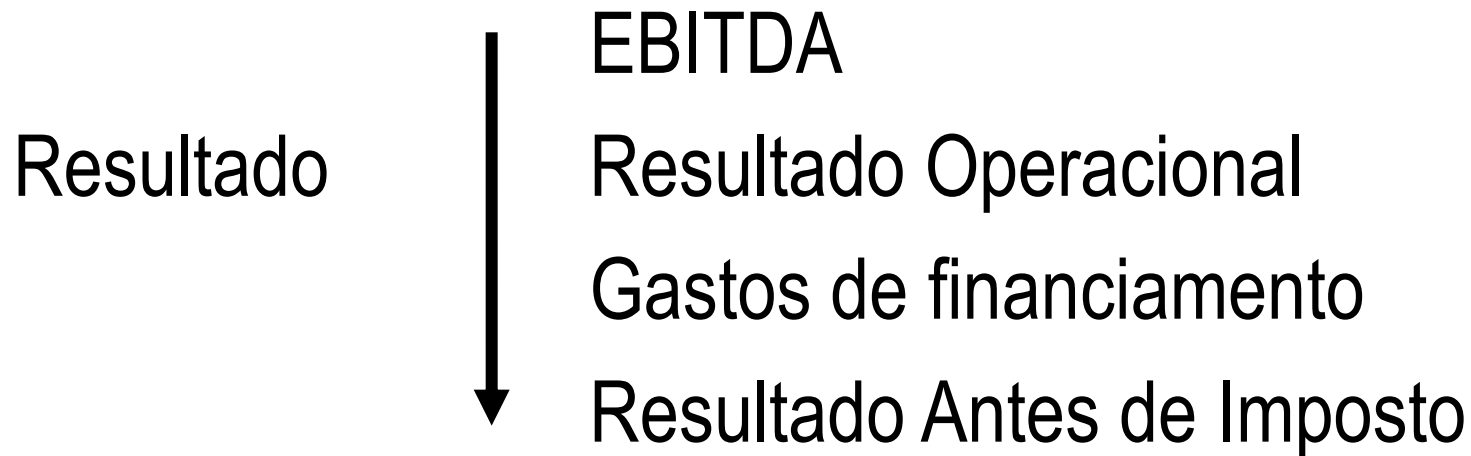 EBITDA
Resultado Resultado Operacional
Gastos de financiamento
Resultado Antes de Imposto